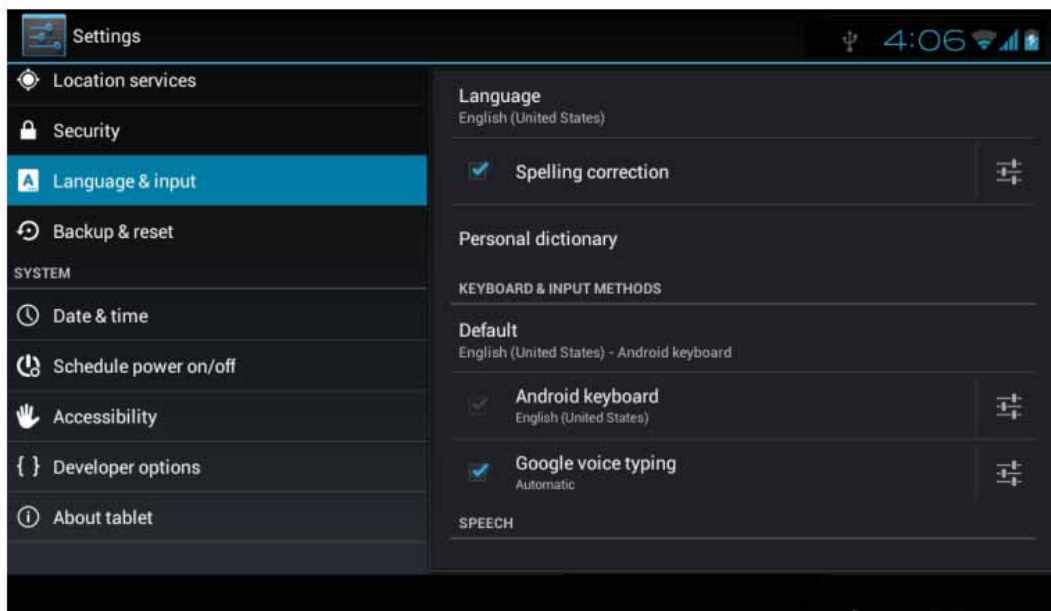 Settings
4:06
Location services
Security
Language & input
Backup & reset
SYSTEM
Date & time
Schedule power on/off
Accessibility
{ } Developer options
About tablet
Language
English (United States)
Spelling correction
Personal dictionary
KEYBOARD & INPUT METHODS
Default
English (United States) - Android keyboard
Android keyboard
English (United States)
Google voice typing
Automatic
SPEECH